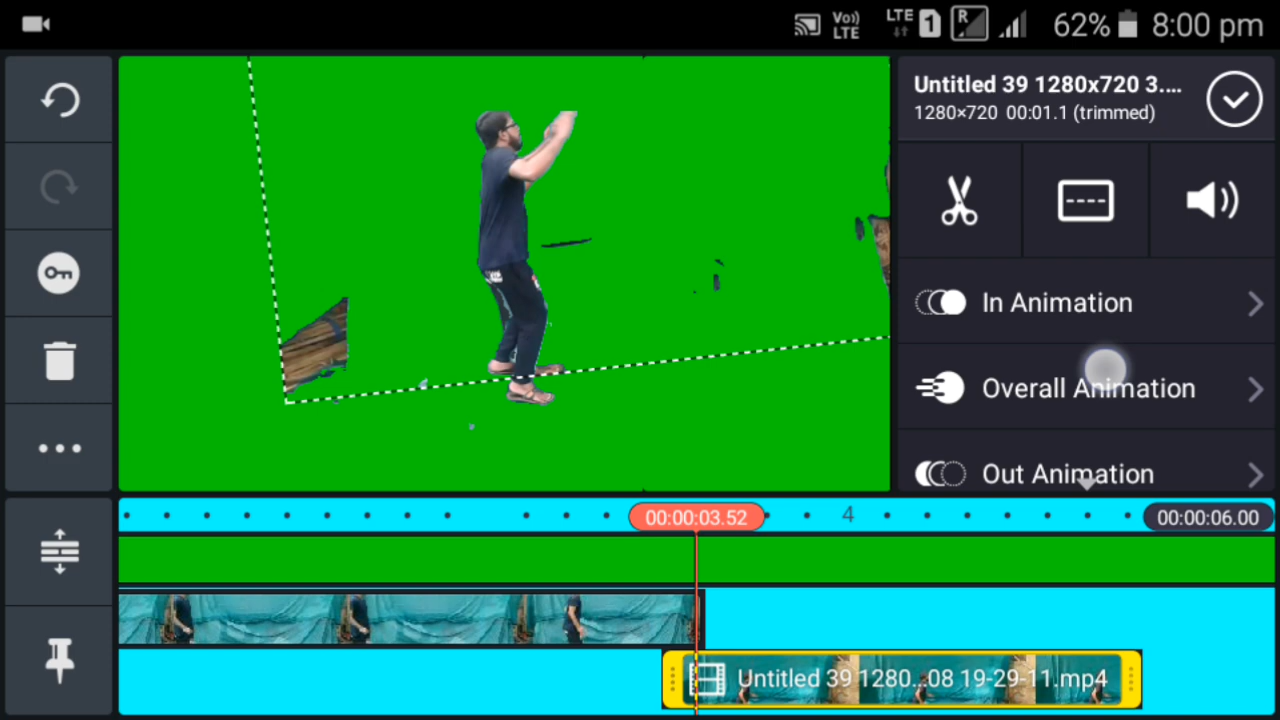 Vo))
LTE
LTE
1
R
62%
8:00 pm
Untitled 39 1280x720 3....
1280×720 00:01.1 (trimmed)
In Animation
Overall Animation
Out Animation
00:00:03.52
4
00:00:06.00
Untitled 39 1280...08 19-29-11.mp4